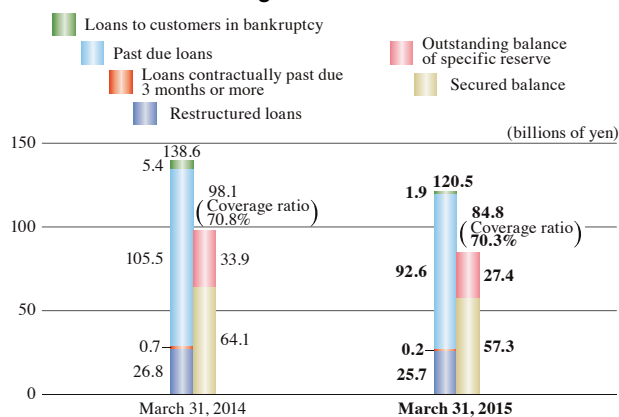 Loans to customers in bankruptcy
Past due loans
Loans contractually past due
3 months or more
Restructured loans
Outstanding balance
of specific reserve
Secured balance
(billions of yen)
150
100
50
0
138.6
5.4
105.5
0.7
26.8
98.1
(Coverage ratio)
70.8%
33.9
64.1
March 31, 2014
120.5
1.9
92.6
0.2
25.7
84.8
(Coverage ratio)
70.3%
27.4
57.3
March 31, 2015